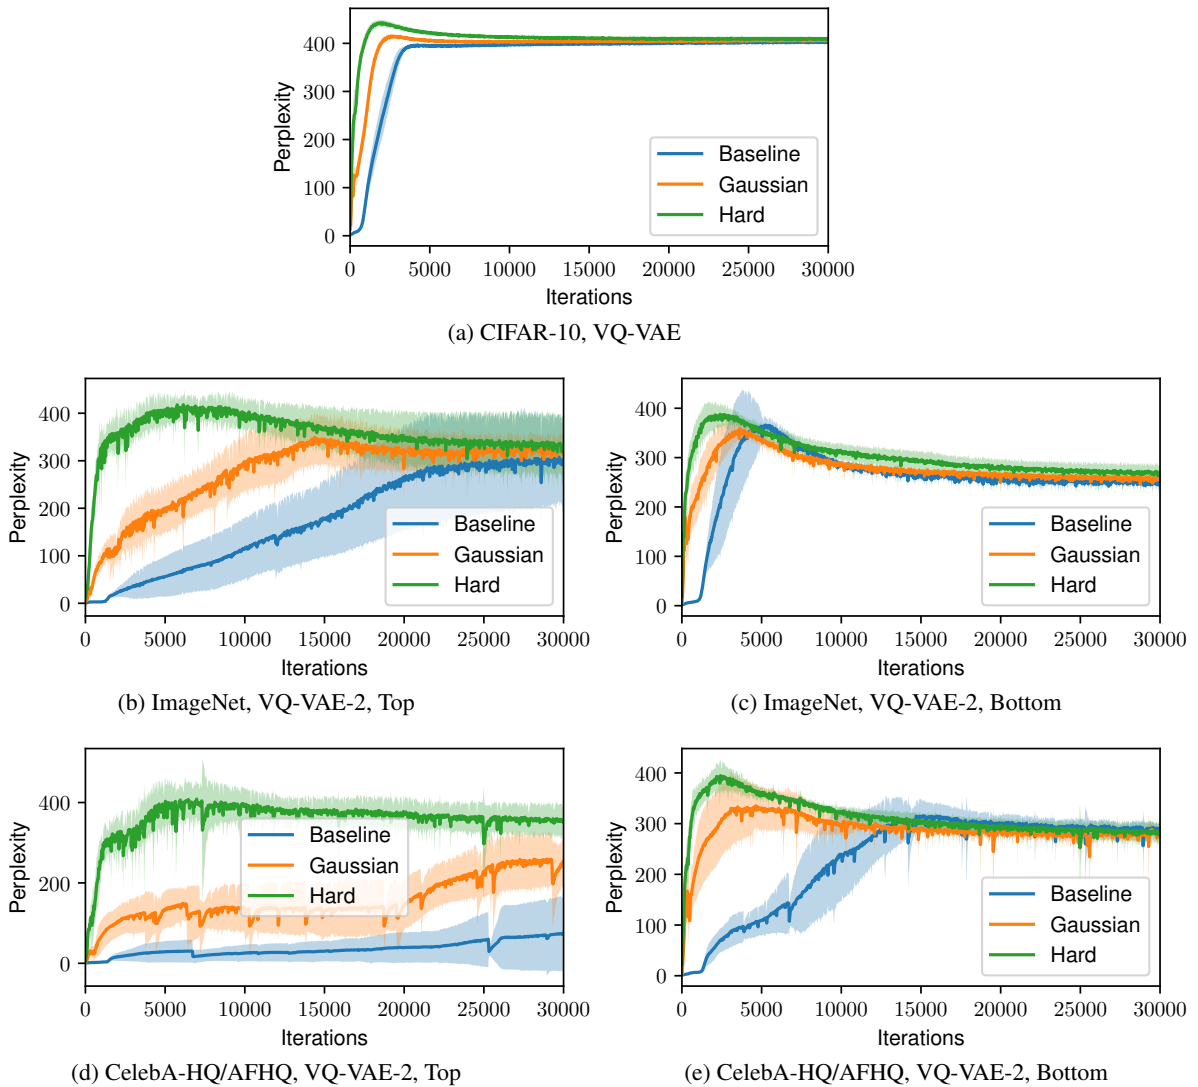 400
300
200
100
0
Perplexity
Baseline
Gaussian
Hard
0 5000 10000 15000 20000 25000 30000
Iterations
(a) CIFAR-10, VQ-VAE
400
300
200
100
0
Perplexity
Baseline
Gaussian
Hard
0 5000 10000 15000 20000 25000 30000
Iterations
(b) ImageNet, VQ-VAE-2, Top
400
300
200
100
0
Perplexity
Baseline
Gaussian
Hard
0 5000 10000 15000 20000 25000 30000
Iterations
(c) ImageNet, VQ-VAE-2, Bottom
400
200
0
Perplexity
Baseline
Gaussian
Hard
0 5000 10000 15000 20000 25000 30000
Iterations
(d) CelebA-HQ/AFHQ, VQ-VAE-2, Top
400
300
200
100
0
Perplexity
Baseline
Gaussian
Hard
0 5000 10000 15000 20000 25000 30000
Iterations
(e) CelebA-HQ/AFHQ, VQ-VAE-2, Bottom